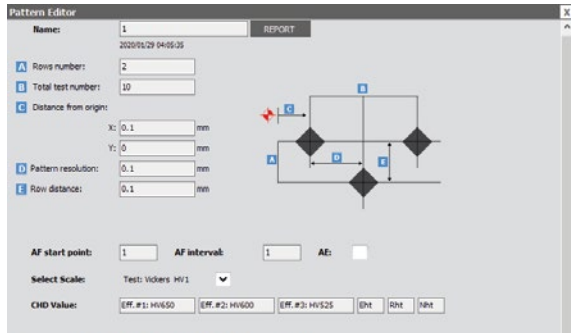 Pattern Editor X
Name: 1 REPORT
2020/01/29 04:05:35
A Rows number: 2
B Total test number: 10
C Distance from origin:
X: 0.1 mm
Y: 0 mm
D Pattern resolution: 0.1 mm
E Row distance: 0.1 mm
B
C
A D E
AF start point: 1 AF interval: 1 AE:
Select Scale: Test: Vickers HV1
CHD Value: Eff.#1: HV650 Eff.#2: HV600 Eff.#3: HV525 Eht Rht Nht